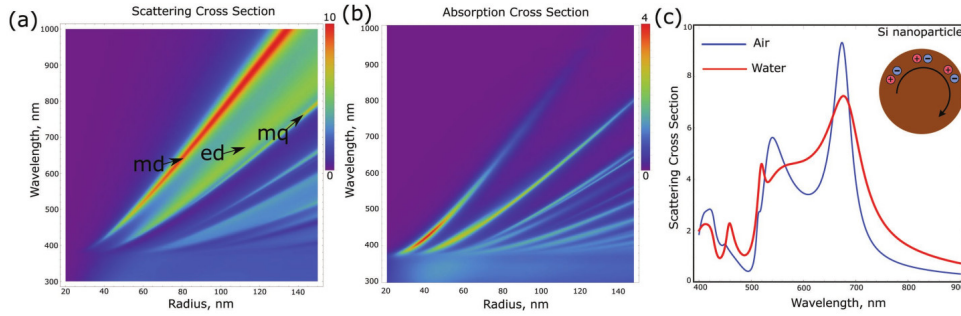 (a)
Scattering Cross Section
10
1000
900
800
700
600
500
400
300
Wavelength, nm
md
ed
mq
0
20 40 60 80 100 120 140
Radius, nm
(b)
Absorption Cross Section
4
1000
900
800
700
600
500
400
300
Wavelength, nm
0
20 40 60 80 100 120 140
Radius, nm
(c)
Si nanoparticle
Air
Water
10
8
6
4
2
0
Scattering Cross Section
400 500 600 700 800 900
Wavelength, nm